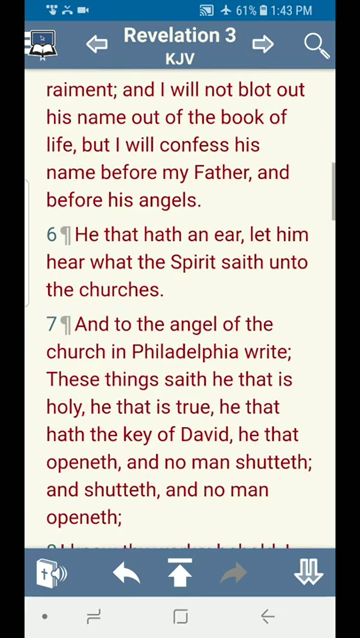 61% 1:43 PM
Revelation 3
KJV
raiment; and I will not blot out
his name out of the book of
life, but I will confess his
name before my Father, and
before his angels.
6 ¶ He that hath an ear, let him
hear what the Spirit saith unto
the churches.
7 ¶ And to the angel of the
church in Philadelphia write;
These things saith he that is
holy, he that is true, he that
hath the key of David, he that
openeth, and no man shutteth;
and shutteth, and no man
openeth;